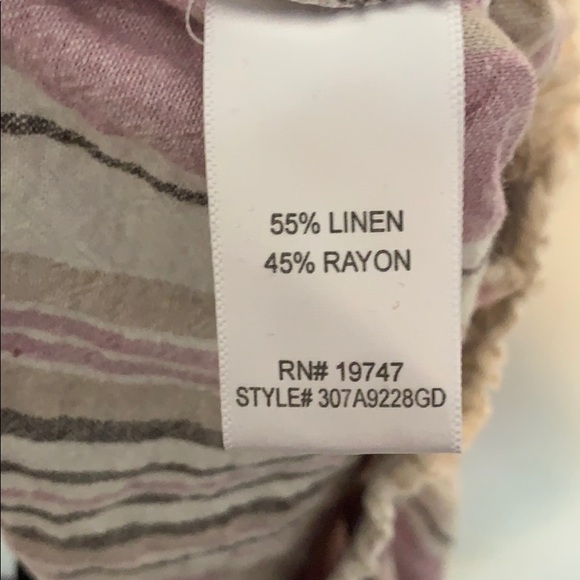 55% LINEN
45% RAYON
RN# 19747
STYLE# 307A9228GD